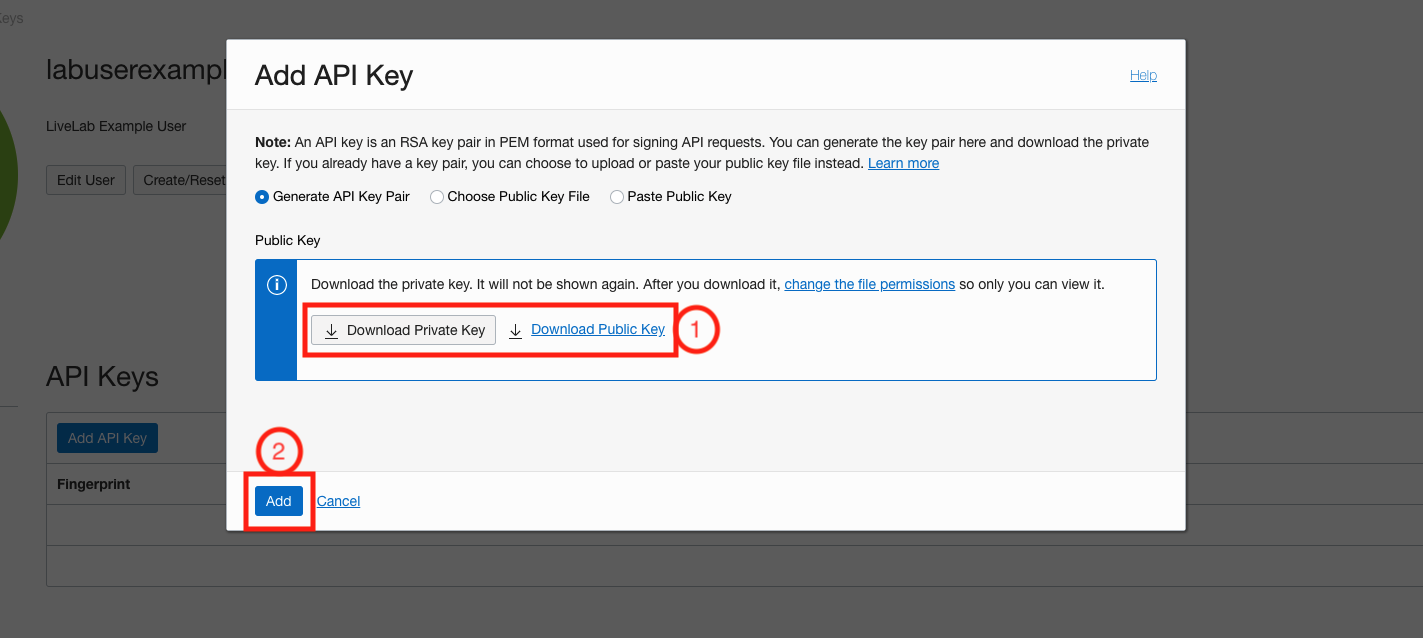 Keys
labuserexampl
LiveLab Example User
Edit User
Create/Reset
Add API Key
Help
Note: An API key is an RSA key pair in PEM format used for signing API requests. You can generate the key pair here and download the private
key. If you already have a key pair, you can choose to upload or paste your public key file instead. Learn more
Generate API Key Pair
Choose Public Key File
Paste Public Key
Public Key
Download the private key. It will not be shown again. After you download it, change the file permissions so only you can view it.
Download Private Key
Download Public Key
1
API Keys
Add API Key
2
Fingerprint
Add
Cancel